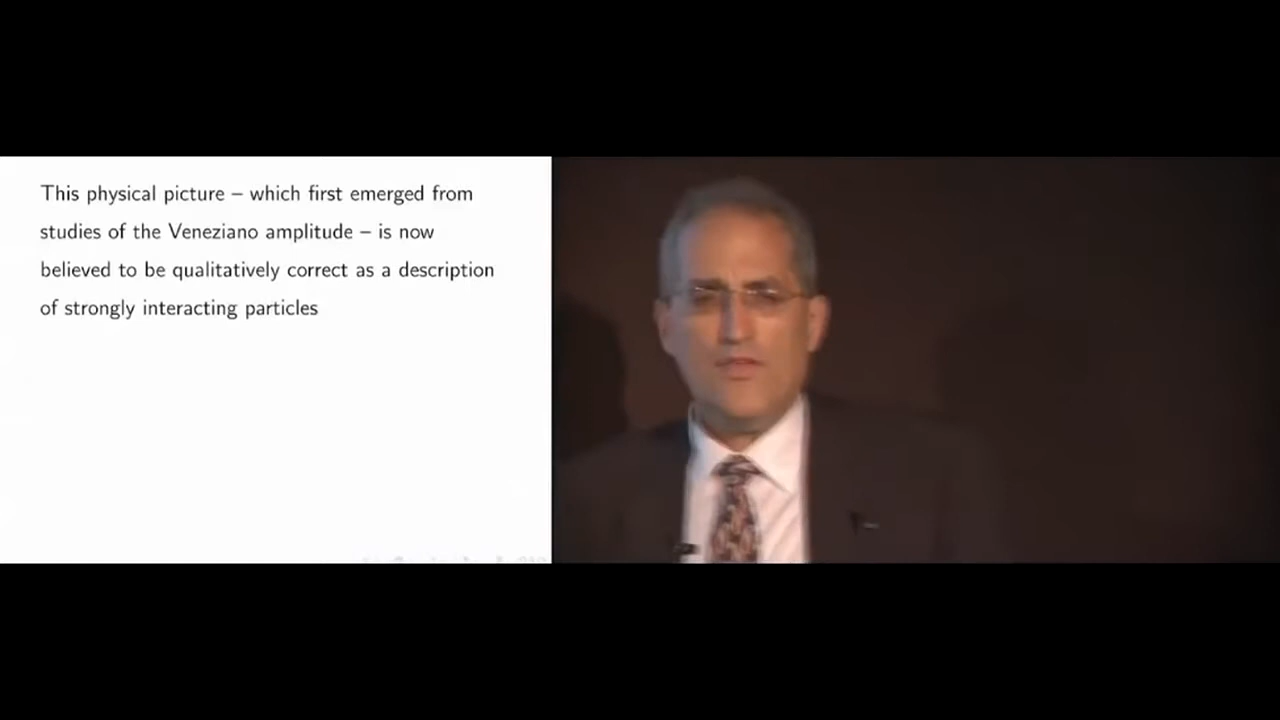 This physical picture – which first emerged from
studies of the Veneziano amplitude – is now
believed to be qualitatively correct as a description
of strongly interacting particles